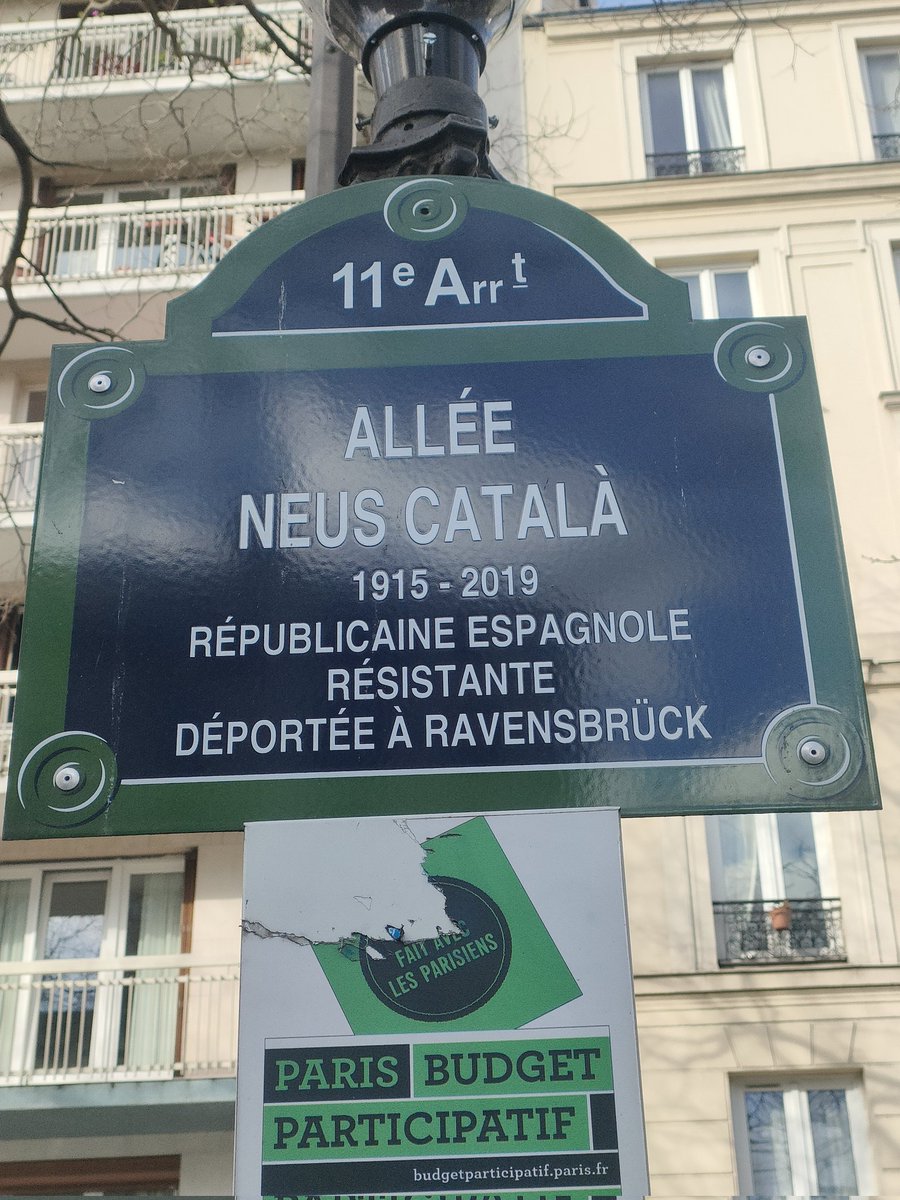 11e Arrt
ALLÉE
NEUS CATALÀ
1915 - 2019
RÉPUBLICAINE ESPAGNOLE
RÉSISTANTE
DÉPORTÉE À RAVENSBRÜCK
FAIT AVEC
LES PARISIENS
PARIS BUDGET
PARTICIPATIF
budgetparticipatif.paris.fr